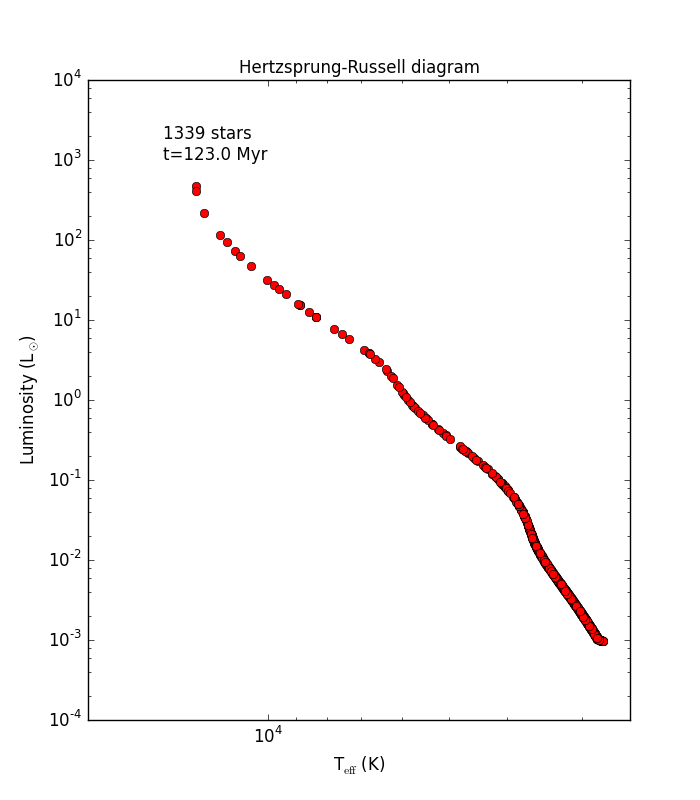 Hertzsprung-Russell diagram
1339 stars
t=123.0 Myr
10^4
10^3
10^2
10^1
10^0
10^-1
10^-2
10^-3
10^-4
Luminosity (L_☉)
10^4
T_eff (K)